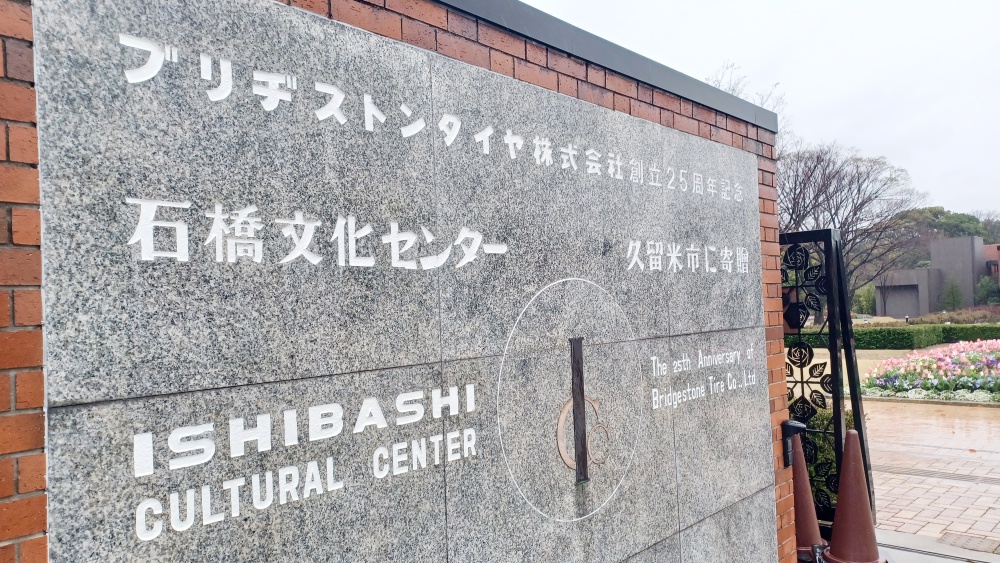 ブリヂストンタイヤ株式会社創立25周年記念
石橋文化センター
久留米市に寄贈
ISHIBASHI
CULTURAL CENTER
The 25th Anniversary of
Bridgestone Tire Co., Ltd